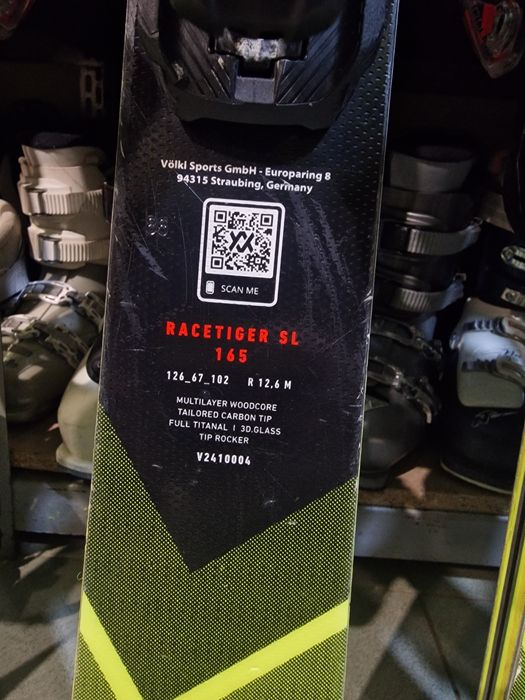 Völkl Sports GmbH - Europaring 8
94315 Straubing, Germany
SCAN ME
RACETIGER SL
165
126_67_102 R 12,6 M
MULTILAYER WOODCORE
TAILORED CARBON TIP
FULL TITANAL | 3D.GLASS
TIP ROCKER
V2410004